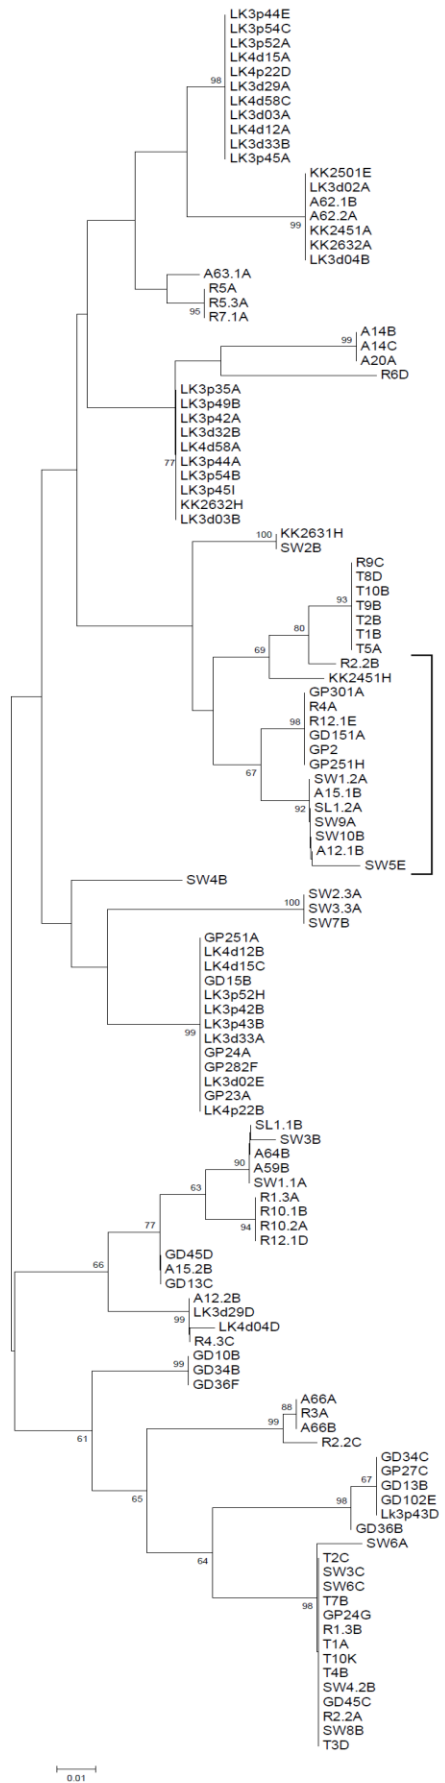 LK3p44E
LK3p54C
LK3p52A
LK4d15A
LK4p22D
98
LK3d29A
LK4d58C
LK3d03A
LK4d12A
LK3d33B
LK3p45A
KK2501E
LK3d02A
A62.1B
A62.2A
99
KK2451A
KK2632A
LK3d04B
A63.1A
R5A
R5.3A
95
R7.1A
A14B
99
A14C
A20A
R6D
LK3p35A
LK3p49B
LK3p42A
LK3d32B
LK4d58A
77
LK3p44A
LK3p54B
LK3p45I
KK2632H
LK3d03B
100
KK2631H
SW2B
R9C
T8D
T10B
93
T9B
T2B
80
T1B
T5A
69
R2.2B
KK2451H
GP301A
R4A
98
R12.1E
GD151A
GP2
67
GP251H
SW1.2A
A15.1B
92
SL1.2A
SW9A
SW10B
A12.1B
SW5E
SW4B
SW2.3A
100
SW3.3A
SW7B
GP251A
LK4d12B
LK4d15C
GD15B
LK3p52H
LK3p42B
LK3p43B
99
LK3d33A
GP24A
GP282F
LK3d02E
GP23A
LK4p22B
SL1.1B
SW3B
A64B
90
A59B
SW1.1A
63
R1.3A
R10.1B
94
R10.2A
R12.1D
77
GD45D
A15.2B
GD13C
66
A12.2B
LK3d29D
99
LK4d04D
R4.3C
GD10B
99
GD34B
GD36F
61
A66A
88
R3A
99
A66B
R2.2C
65
GD34C
GP27C
67
GD13B
GD102E
98
Lk3p43D
GD36B
64
SW6A
T2C
SW3C
SW6C
T7B
98
GP24G
R1.3B
T1A
T10K
T4B
SW4.2B
GD45C
R2.2A
SW8B
T3D
0.01